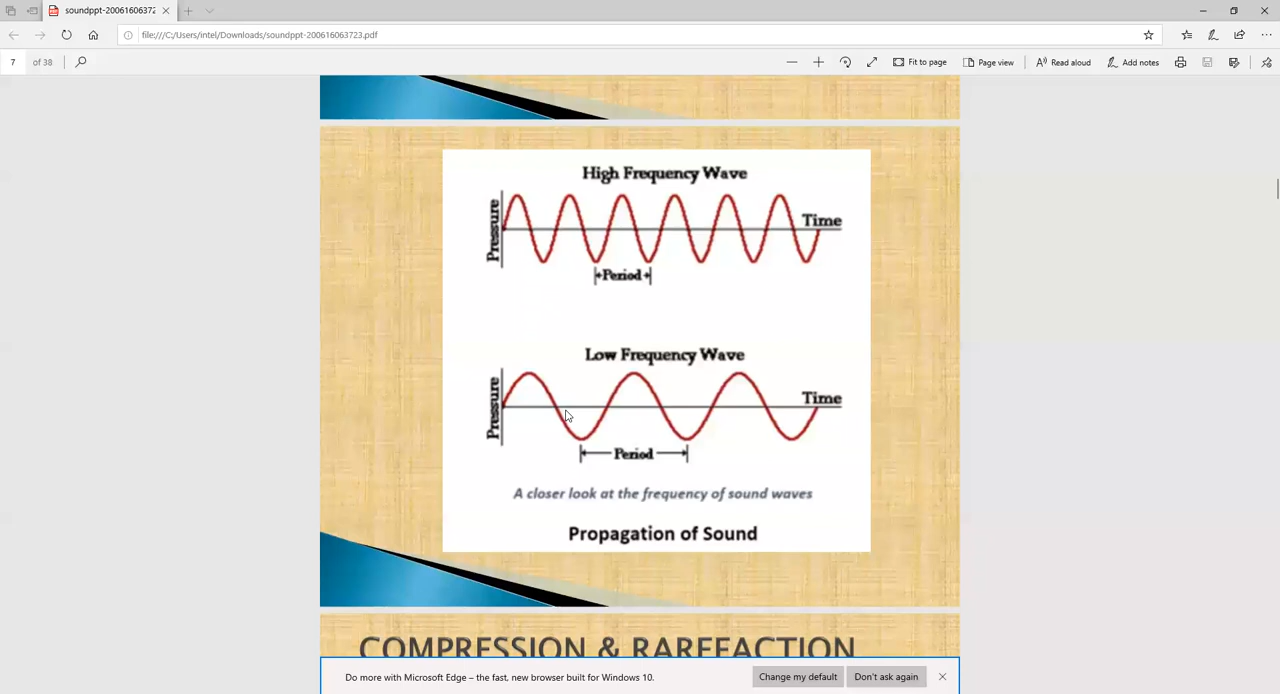 soundppt-2006160637
file:///C:/Users/intel/Downloads/soundppt-200616063723.pdf
7 of 38
Fit to page
Page view
Read aloud
Add notes
High Frequency Wave
Pressure
Time
Period
Low Frequency Wave
Pressure
Time
Period
A closer look at the frequency of sound waves
Propagation of Sound
COMPRESSION & RAREFACTION
Do more with Microsoft Edge – the fast, new browser built for Windows 10.
Change my default
Don't ask again